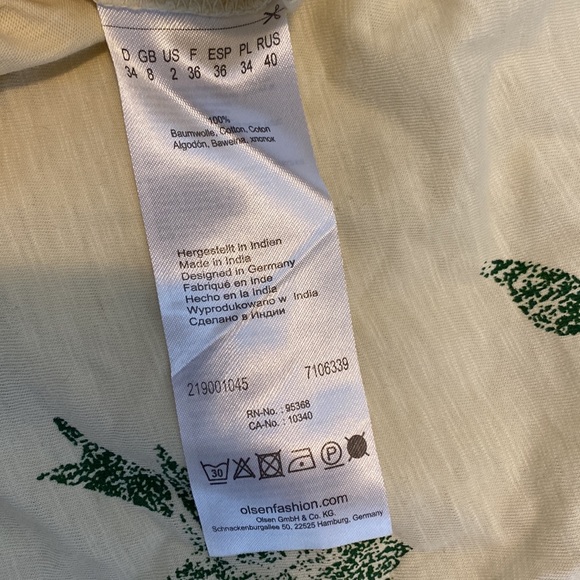 D GB US F ESP PL RUS
34 8 2 36 36 34 40
100%
Baumwolle, Cotton, Coton
Algodón, Bawełna, хлопок
Hergestellt in Indien
Made in India
Designed in Germany
Fabriqué en Inde
Hecho en la India
Wyprodukowano w India
Сделано в Индии
219001045 7106339
RN-No. : 95368
CA-No. : 10340
30 P
olsenfashion.com
Olsen GmbH & Co. KG.
Schnackenburgallee 50, 22525 Hamburg, Germany